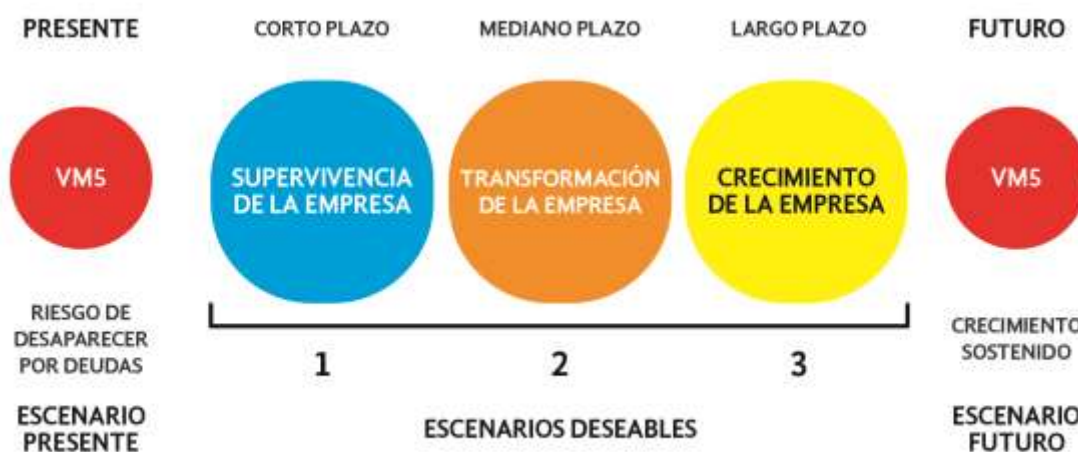 PRESENTE
CORTO PLAZO
MEDIANO PLAZO
LARGO PLAZO
FUTURO
VM5
SUPERVIVENCIA
DE LA EMPRESA
TRANSFORMACIÓN
DE LA EMPRESA
CRECIMIENTO
DE LA EMPRESA
VM5
RIESGO DE
DESAPARECER
POR DEUDAS
1
2
3
CRECIMIENTO
SOSTENIDO
ESCENARIO
PRESENTE
ESCENARIOS DESEABLES
ESCENARIO
FUTURO